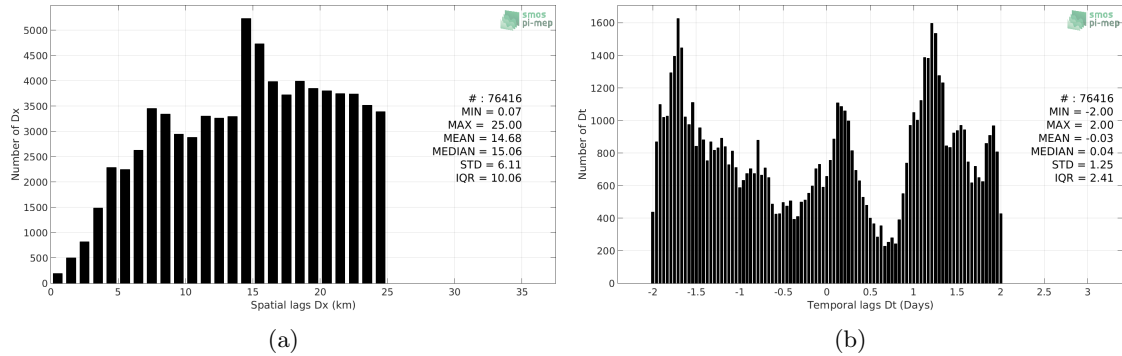 smos
pi-mep
5000
4500
4000
3500
3000
2500
2000
1500
1000
500
0
Number of Dx
# : 76416
MIN = 0.07
MAX = 25.00
MEAN = 14.68
MEDIAN = 15.06
STD = 6.11
IQR = 10.06
0 5 10 15 20 25 30 35
Spatial lags Dx (km)
(a)
smos
pi-mep
1600
1400
1200
1000
800
600
400
200
0
Number of Dt
# : 76416
MIN = -2.00
MAX = 2.00
MEAN = -0.03
MEDIAN = 0.04
STD = 1.25
IQR = 2.41
-2 -1.5 -1 -0.5 0 0.5 1 1.5 2 2.5 3
Temporal lags Dt (Days)
(b)